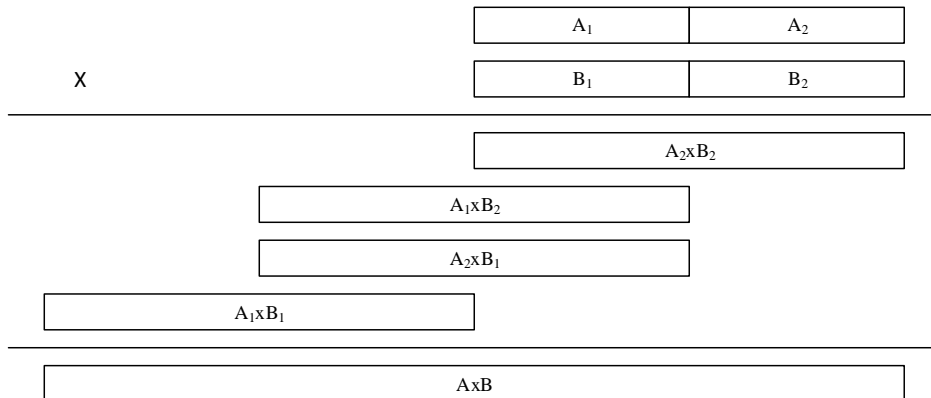 A₁ A₂
X B₁ B₂
A₂xB₂
A₁xB₂
A₂xB₁
A₁xB₁
AxB